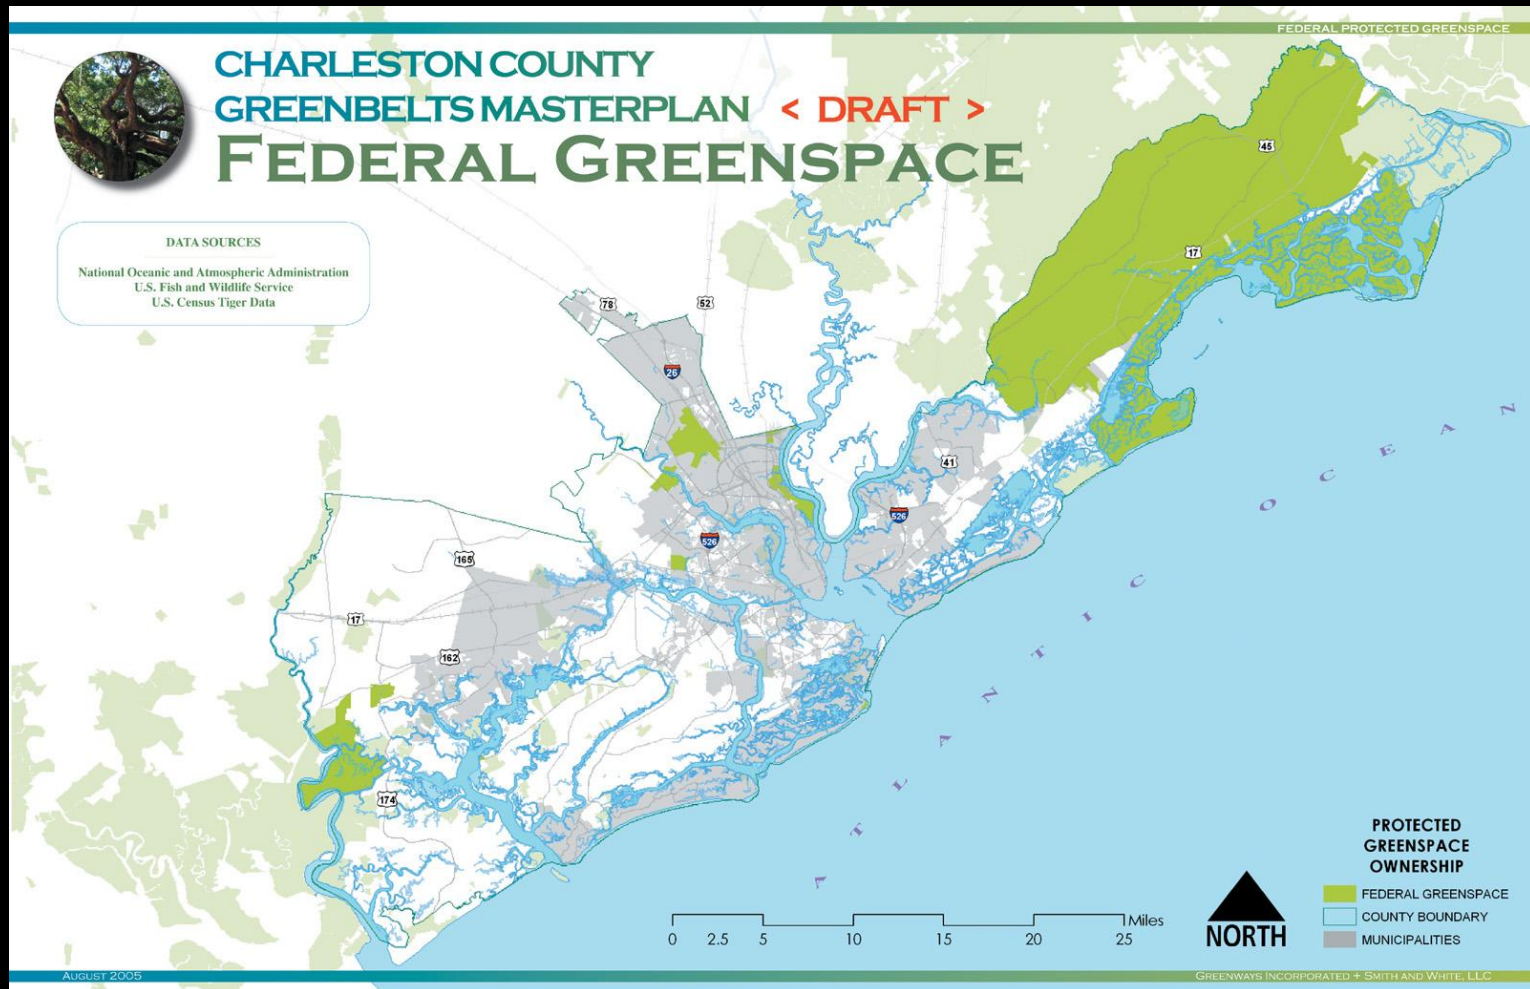 FEDERAL PROTECTED GREENSPACE
CHARLESTON COUNTY
GREENBELTS MASTERPLAN < DRAFT >
FEDERAL GREENSPACE
DATA SOURCES
National Oceanic and Atmospheric Administration
U.S. Fish and Wildlife Service
U.S. Census Tiger Data
45
17
78
52
26
41
526
526
165
17
162
174
ATLANTIC OCEAN
PROTECTED
GREENSPACE
OWNERSHIP
FEDERAL GREENSPACE
COUNTY BOUNDARY
MUNICIPALITIES
NORTH
Miles
0 2.5 5 10 15 20 25
AUGUST 2005
GREENWAYS INCORPORATED + SMITH AND WHITE, LLC